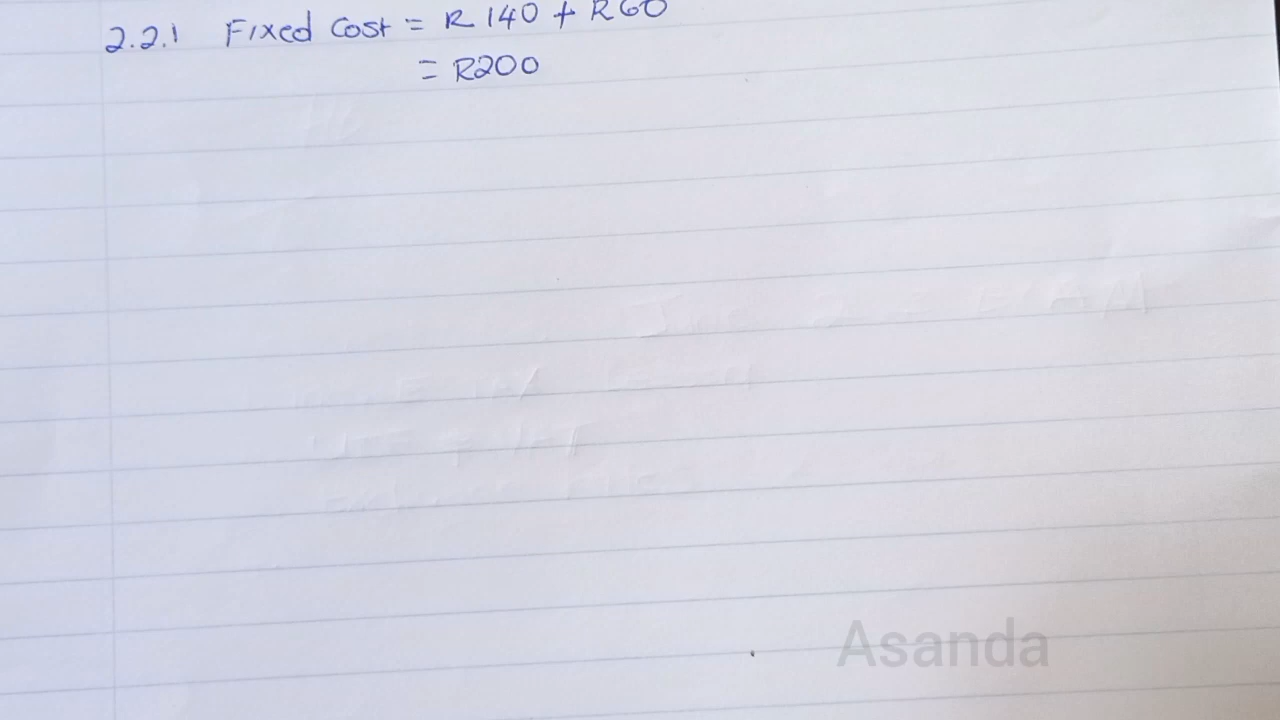 2.2.1 Fixed Cost = R140 + R60
= R200
Asanda